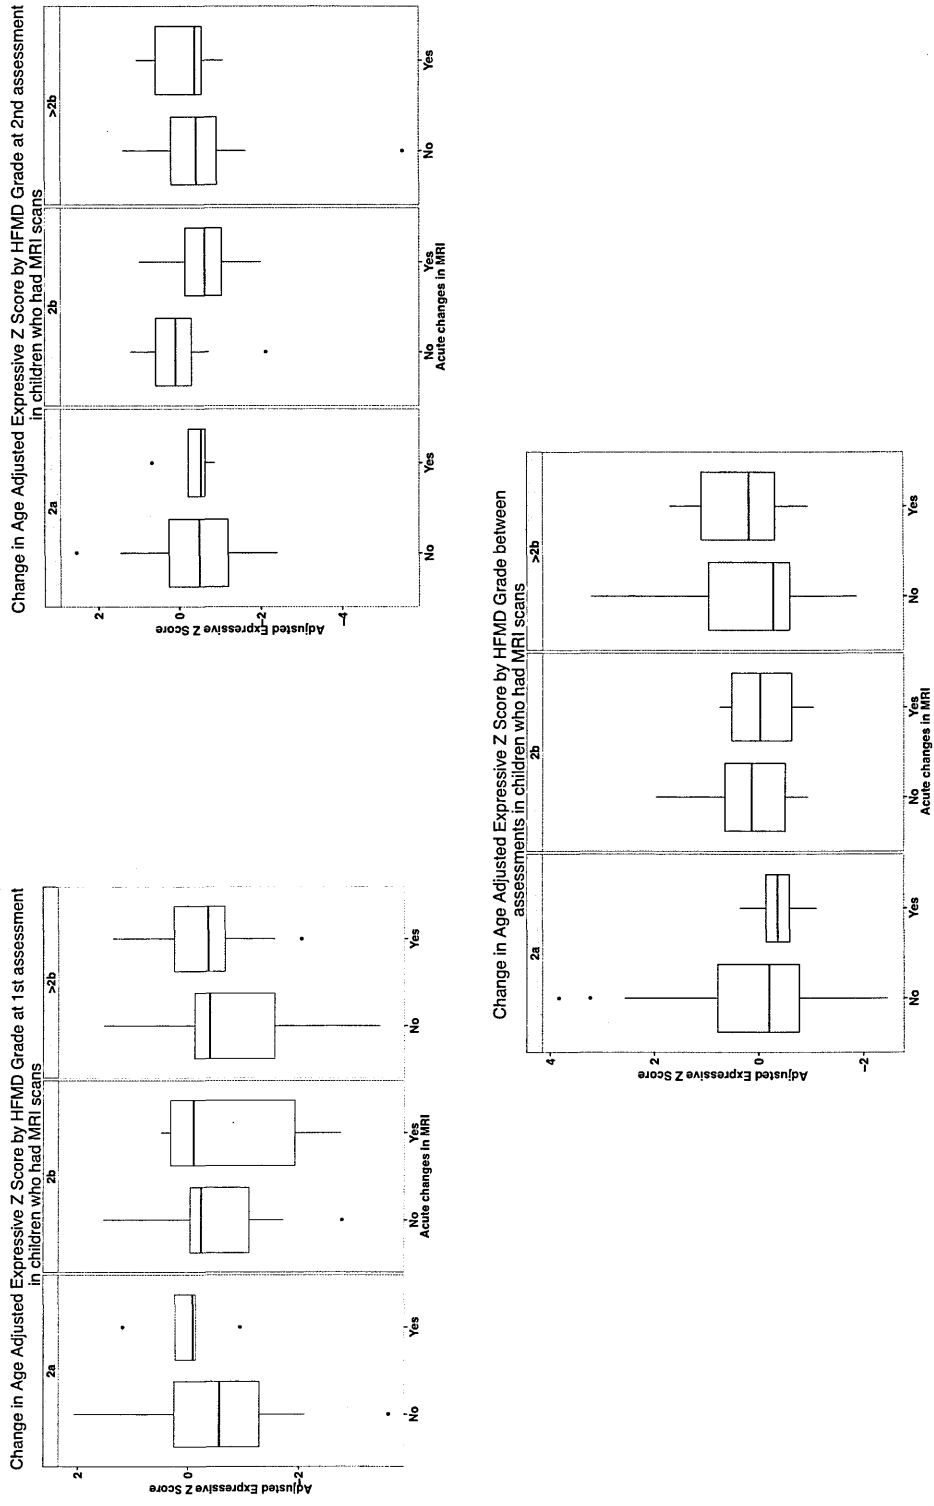 Change in Age Adjusted Expressive Z Score by HFMD Grade at 1st assessment
in children who had MRI scans
2a
2b
>2b
2
0
-2
Adjusted Expressive Z Score
No
Yes
No
Yes
No
Yes
Acute changes in MRI
Change in Age Adjusted Expressive Z Score by HFMD Grade at 2nd assessment
in children who had MRI scans
2a
2b
>2b
2
0
-2
-4
Adjusted Expressive Z Score
No
Yes
No
Yes
No
Yes
Acute changes in MRI
Change in Age Adjusted Expressive Z Score by HFMD Grade between
assessments in children who had MRI scans
2a
2b
>2b
4
2
0
-2
Adjusted Expressive Z Score
No
Yes
No
Yes
No
Yes
Acute changes in MRI